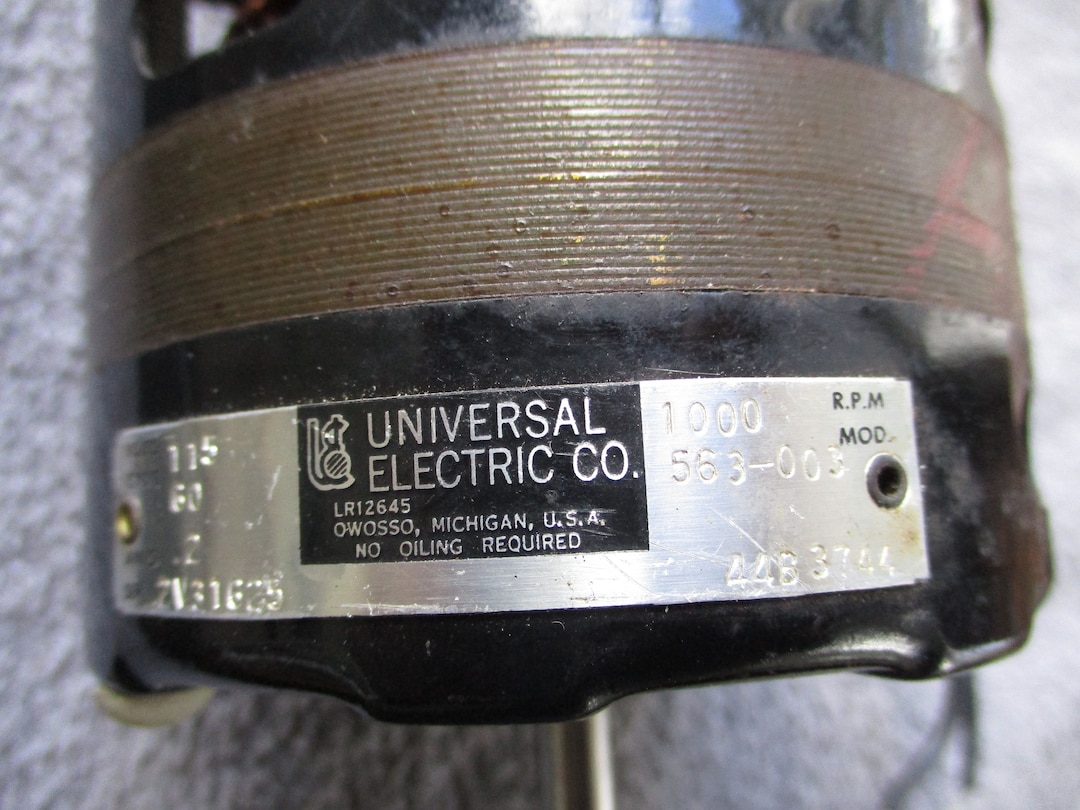 115
60
.2
7V31625
UNIVERSAL
ELECTRIC CO.
LR12645
OWOSSO, MICHIGAN, U.S.A.
NO OILING REQUIRED
1000 R.P.M
563-003 MOD.
44B 3744